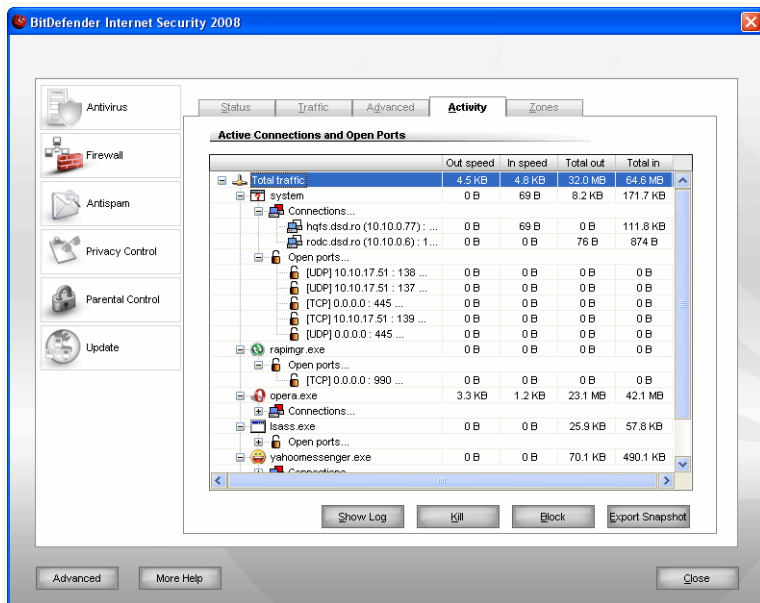 BitDefender Internet Security 2008
Antivirus
Firewall
Antispam
Privacy Control
Parental Control
Update
Status Traffic Advanced Activity Zones
Active Connections and Open Ports
Out speed In speed Total out Total in
Total traffic 4.5 KB 4.8 KB 32.0 MB 64.6 MB
system 0 B 69 B 8.2 KB 171.7 KB
Connections...
hqfs.dsd.ro (10.10.0.77) : ... 0 B 69 B 0 B 111.8 KB
rodc.dsd.ro (10.10.0.6) : 1... 0 B 0 B 76 B 874 B
Open ports...
[UDP] 10.10.17.51 : 138 ... 0 B 0 B 0 B 0 B
[UDP] 10.10.17.51 : 137 ... 0 B 0 B 0 B 0 B
[TCP] 0.0.0.0 : 445 ... 0 B 0 B 0 B 0 B
[TCP] 10.10.17.51 : 139 ... 0 B 0 B 0 B 0 B
[UDP] 0.0.0.0 : 445 ... 0 B 0 B 0 B 0 B
rapimgr.exe 0 B 0 B 0 B 0 B
Open ports...
[TCP] 0.0.0.0 : 990 ... 0 B 0 B 0 B 0 B
opera.exe 3.3 KB 1.2 KB 23.1 MB 42.1 MB
Connections...
lsass.exe 0 B 0 B 25.9 KB 57.8 KB
Open ports...
yahoomessenger.exe 0 B 0 B 70.1 KB 490.1 KB
Connections
Show Log Kill Block Export Snapshot
Advanced More Help Close